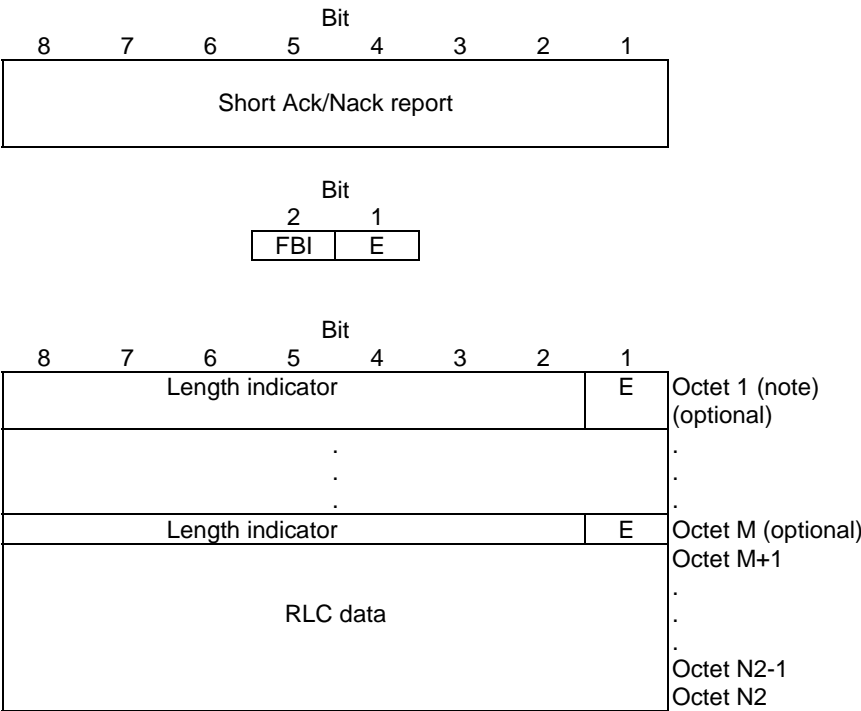 Bit
8 7 6 5 4 3 2 1
Short Ack/Nack report
Bit
2 1
FBI E
Bit
8 7 6 5 4 3 2 1
Length indicator E Octet 1 (note)
(optional)
. .
. .
. .
Length indicator E Octet M (optional)
Octet M+1
.
RLC data .
.
Octet N2-1
Octet N2